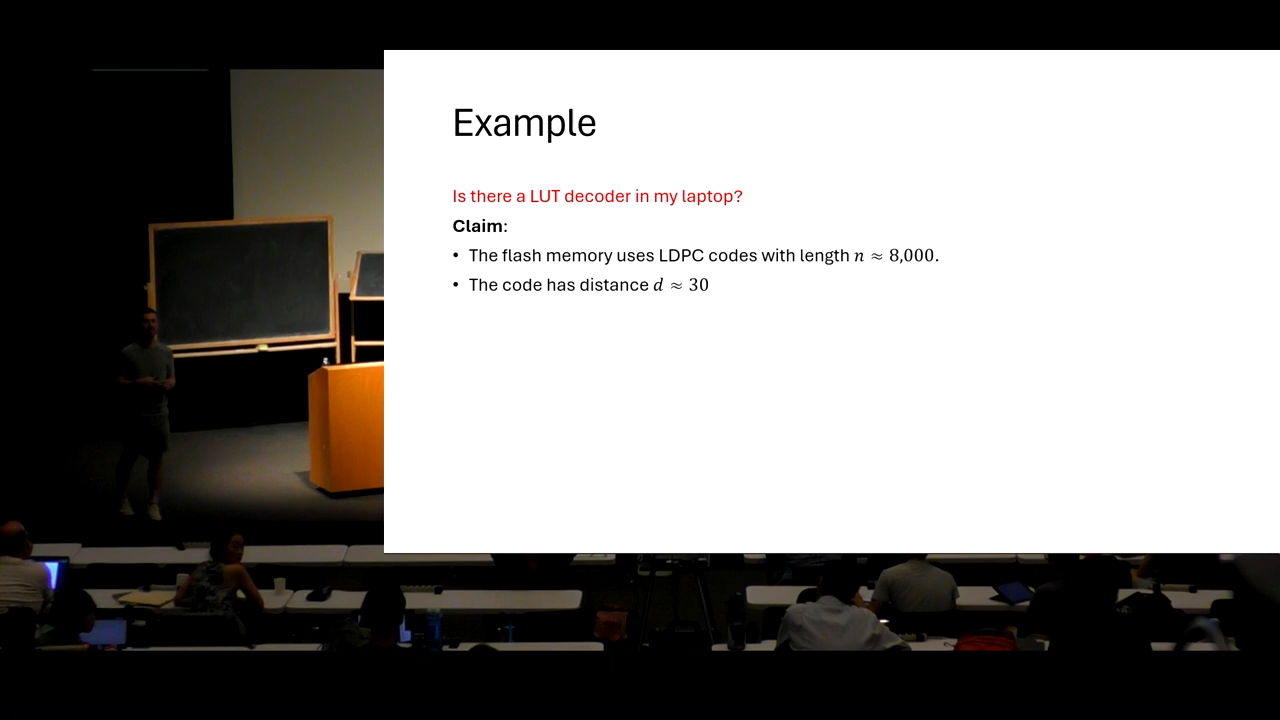 Example
Is there a LUT decoder in my laptop?
Claim:
• The flash memory uses LDPC codes with length n ≈ 8,000.
• The code has distance d ≈ 30